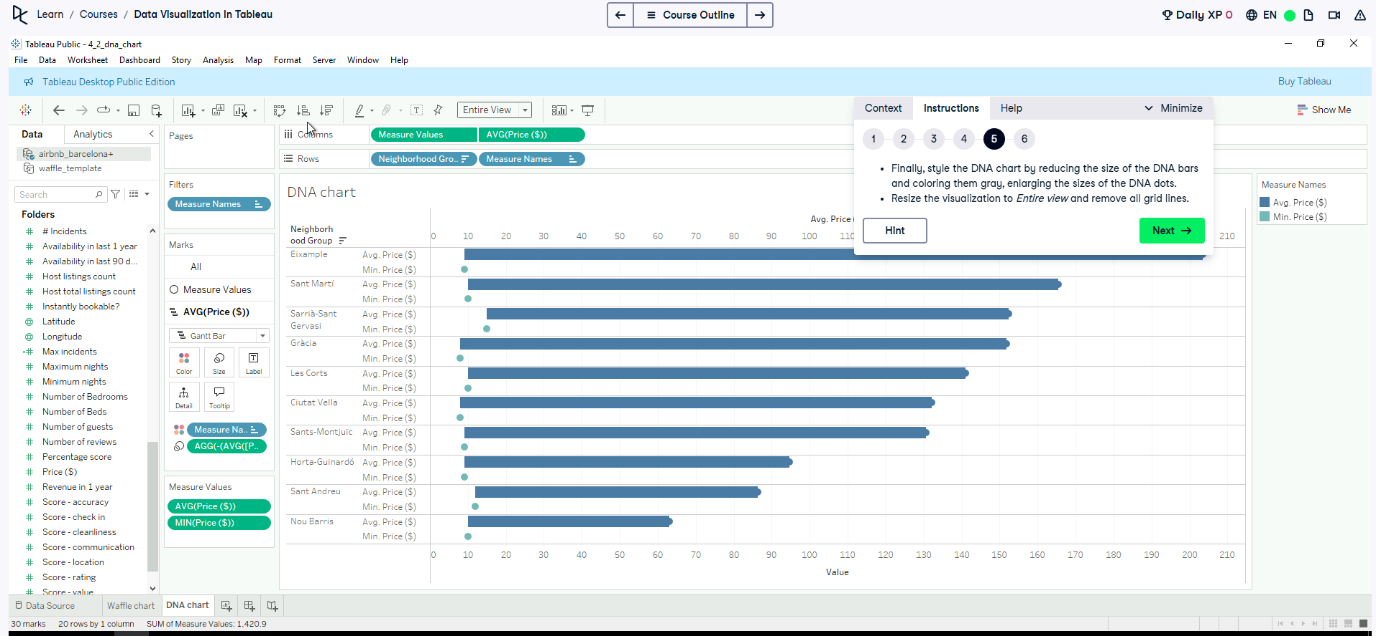 Learn / Courses / Data Visualization In Tableau
Course Outline
Daily XP 0
EN
Tableau Public - 4_2_dna_chart
File Data Worksheet Dashboard Story Analysis Map Format Server Window Help
Tableau Desktop Public Edition
Buy Tableau
Entire View
Show Me
Data Analytics
airbnb_barcelona+
waffle_template
Search
Folders
# Incidents
Availability in last 1 year
Availability in last 90 d...
Host listings count
Host total listings count
Instantly bookable?
Latitude
Longitude
Max incidents
Maximum nights
Minimum nights
Number of Bedrooms
Number of Beds
Number of guests
Number of reviews
Percentage score
Price ($)
Revenue in 1 year
Score - accuracy
Score - check in
Score - cleanliness
Score - communication
Score - location
Score - rating
Score - value
Pages
Filters
Measure Names
Marks
All
Measure Values
AVG(Price ($))
Gantt Bar
Color Size Label
Detail Tooltip
Measure Na..
AGG(-(AVG([P..
Measure Values
AVG(Price ($))
MIN(Price ($))
Columns
Measure Values
AVG(Price ($))
Rows
Neighborhood Gro..
Measure Names
DNA chart
Avg. Price (
Neighborh
ood Group
0 10 20 30 40 50 60 70 80 90 100 110 210
Eixample Avg. Price ($)
Min. Price ($)
Sant Martí Avg. Price ($)
Min. Price ($)
Sarrià-Sant Avg. Price ($)
Gervasi Min. Price ($)
Gràcia Avg. Price ($)
Min. Price ($)
Les Corts Avg. Price ($)
Min. Price ($)
Ciutat Vella Avg. Price ($)
Min. Price ($)
Sants-Montjuïc Avg. Price ($)
Min. Price ($)
Horta-Guinardó Avg. Price ($)
Min. Price ($)
Sant Andreu Avg. Price ($)
Min. Price ($)
Nou Barris Avg. Price ($)
Min. Price ($)
0 10 20 30 40 50 60 70 80 90 100 110 120 130 140 150 160 170 180 190 200 210
Value
Context Instructions Help Minimize
1 2 3 4 5 6
• Finally, style the DNA chart by reducing the size of the DNA bars
and coloring them gray, enlarging the sizes of the DNA dots.
• Resize the visualization to Entire view and remove all grid lines.
Hint
Next
Measure Names
Avg. Price ($)
Min. Price ($)
Data Source
Waffle chart
DNA chart
30 marks 20 rows by 1 column SUM of Measure Values: 1,420.9